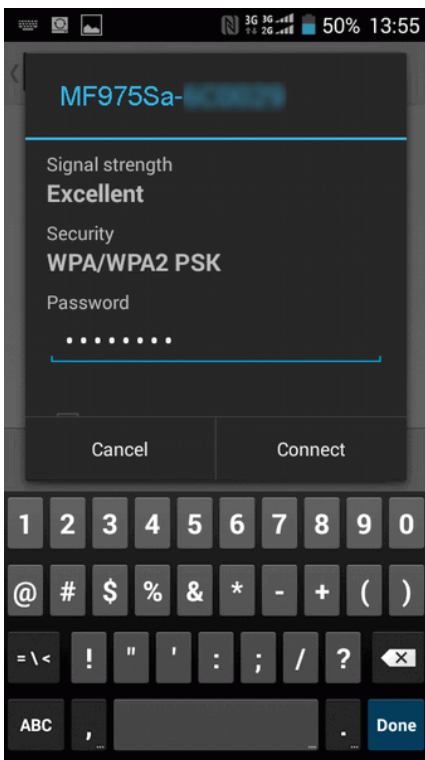 3G 3G 2G 50% 13:55
MF975Sa-
Signal strength
Excellent
Security
WPA/WPA2 PSK
Password
••••••••
Cancel Connect
1 2 3 4 5 6 7 8 9 0
@ # $ % & * - + ( )
=\< ! " ' : ; / ?
ABC , ... . ... Done